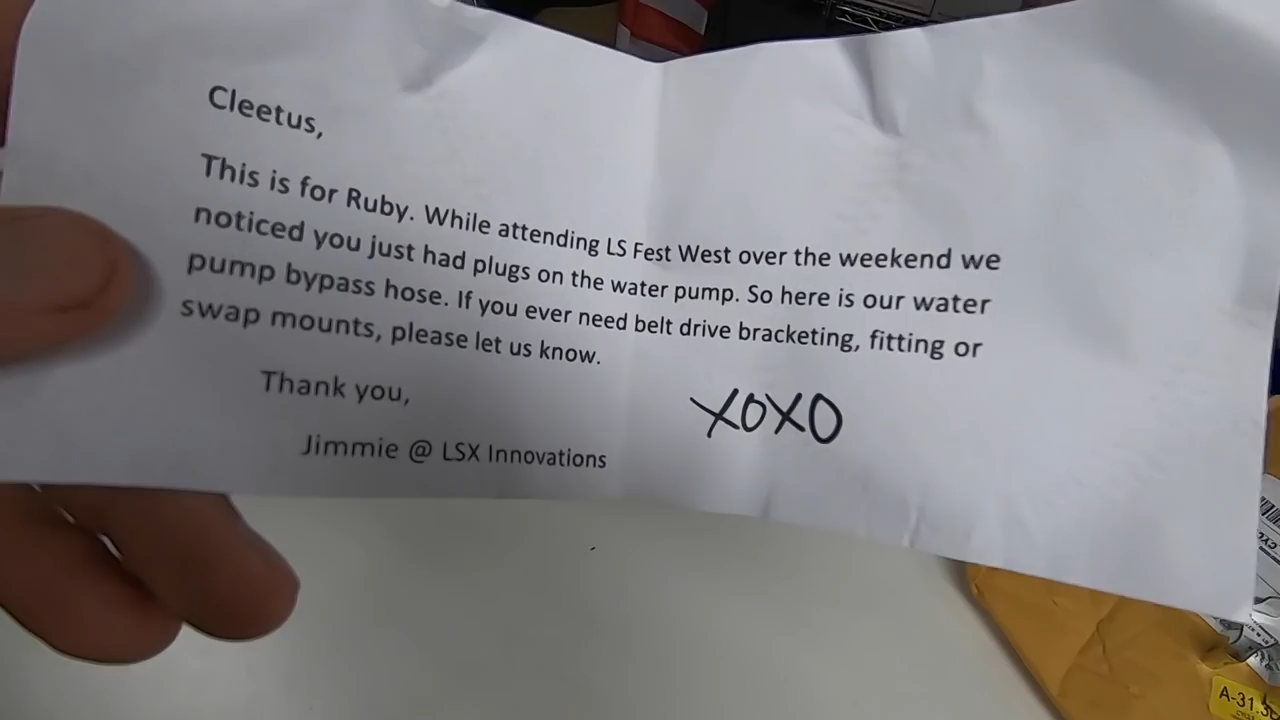 Cleetus,
This is for Ruby. While attending LS Fest West over the weekend we
noticed you just had plugs on the water pump. So here is our water
pump bypass hose. If you ever need belt drive bracketing, fitting or
swap mounts, please let us know.
Thank you,
XOXO
Jimmie @ LSX Innovations